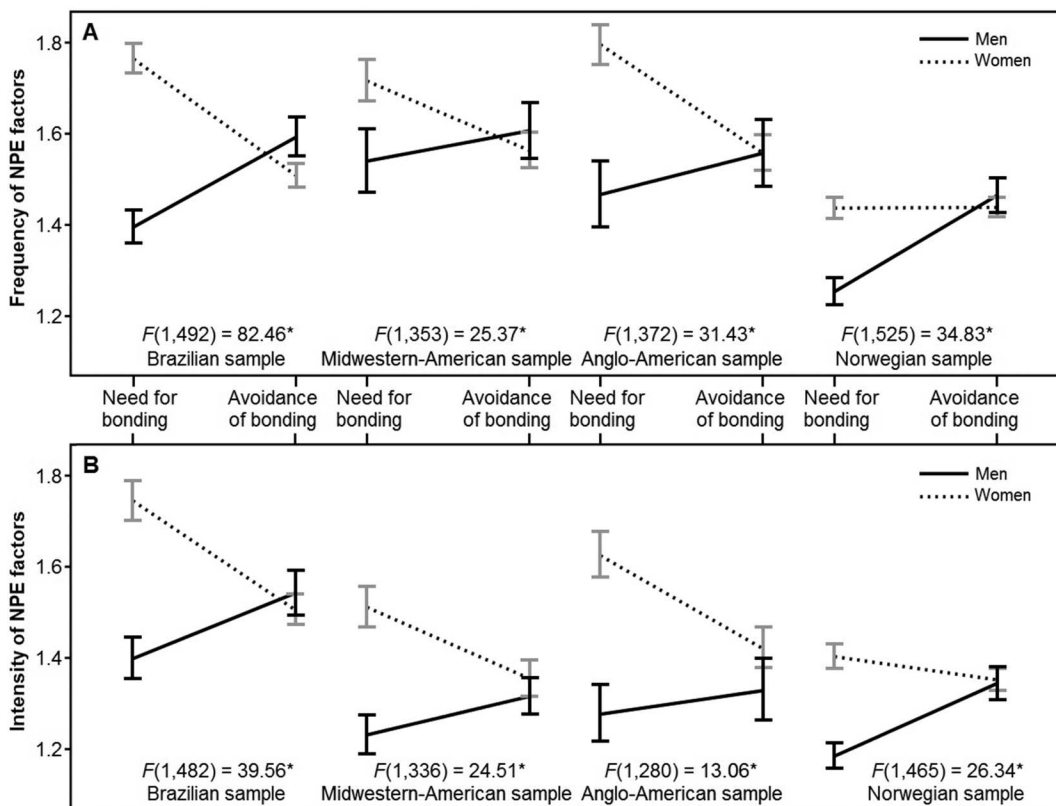 A
Men
Women
Frequency of NPE factors
1.8
1.6
1.4
1.2
F(1,492) = 82.46* F(1,353) = 25.37* F(1,372) = 31.43* F(1,525) = 34.83*
Brazilian sample Midwestern-American sample Anglo-American sample Norwegian sample
Need for Avoidance Need for Avoidance Need for Avoidance Need for Avoidance
bonding of bonding bonding of bonding bonding of bonding bonding of bonding
B
Men
Women
Intensity of NPE factors
1.8
1.6
1.4
1.2
F(1,482) = 39.56* F(1,336) = 24.51* F(1,280) = 13.06* F(1,465) = 26.34*
Brazilian sample Midwestern-American sample Anglo-American sample Norwegian sample